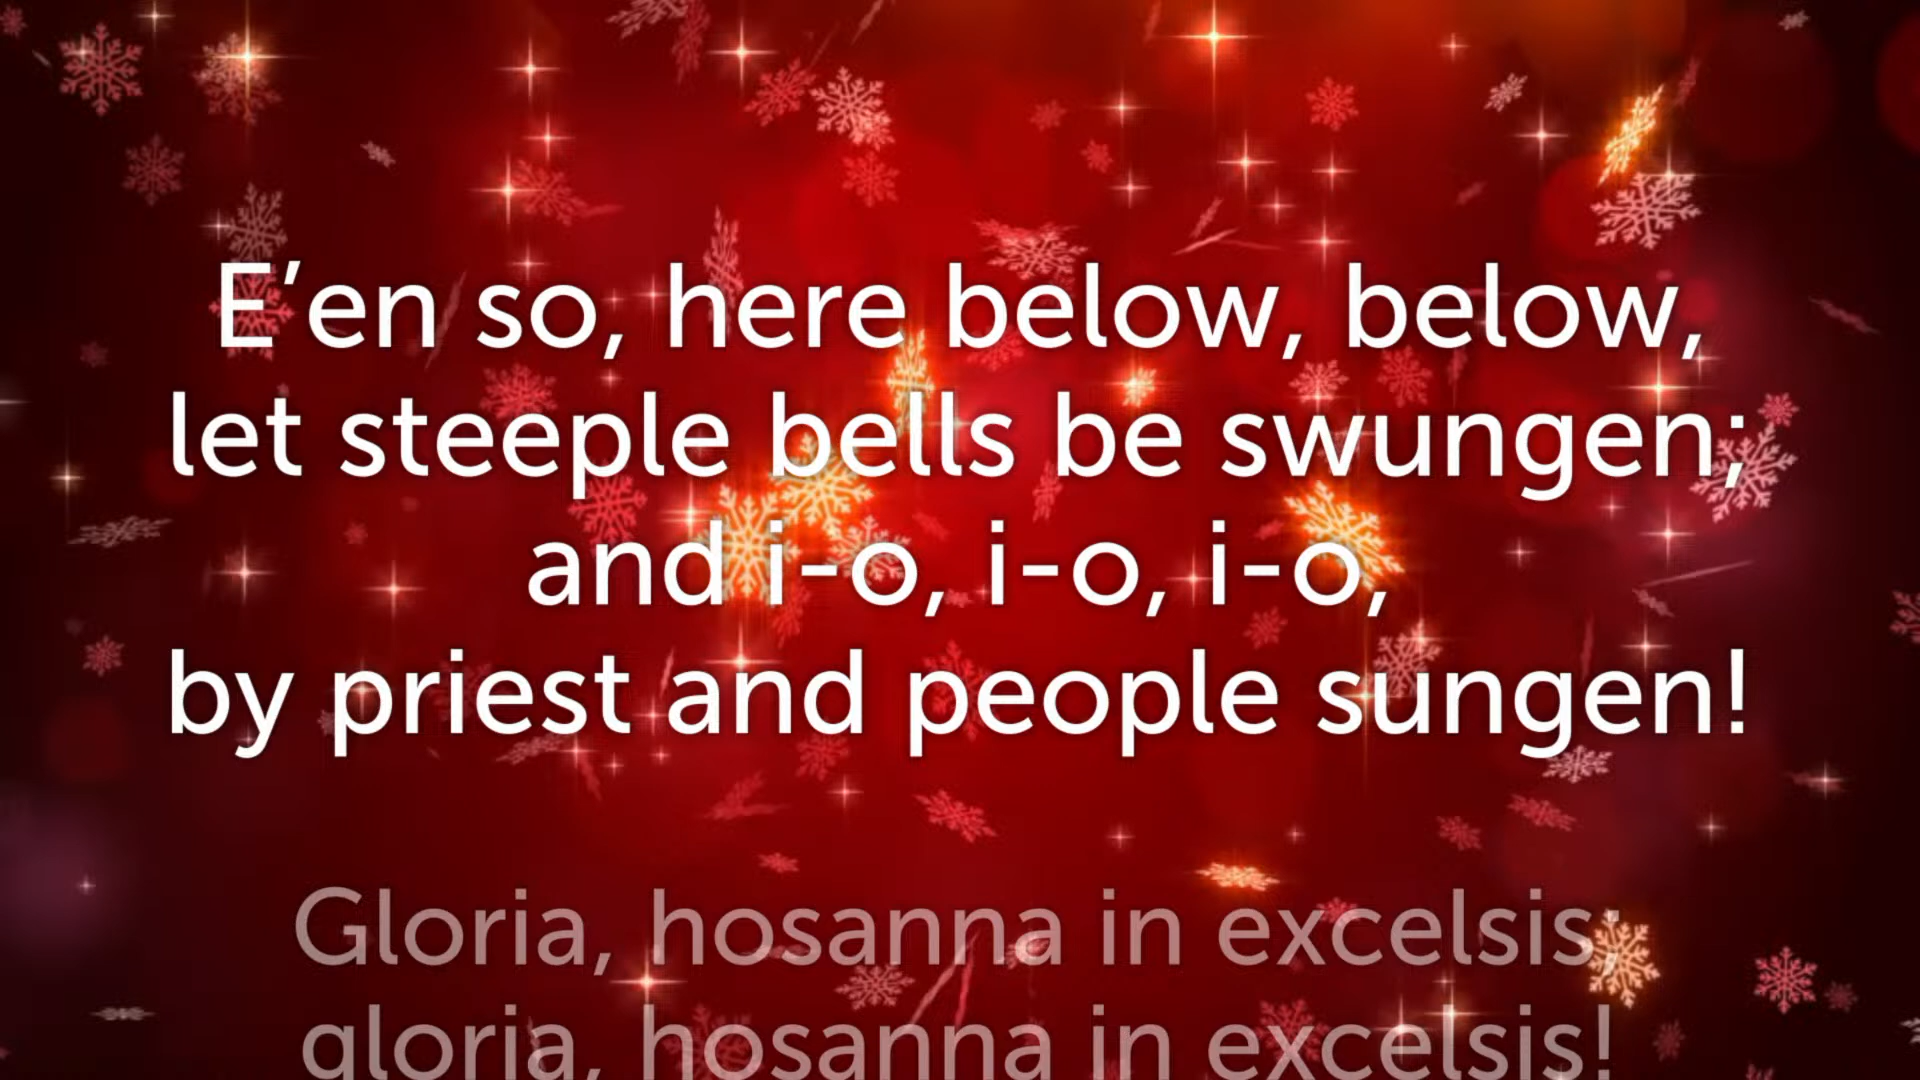 E’en so, here below, below,
let steeple bells be swungen;
and i-o, i-o, i-o,
by priest and people sungen!
Gloria, hosanna in excelsis;
gloria, hosanna in excelsis!